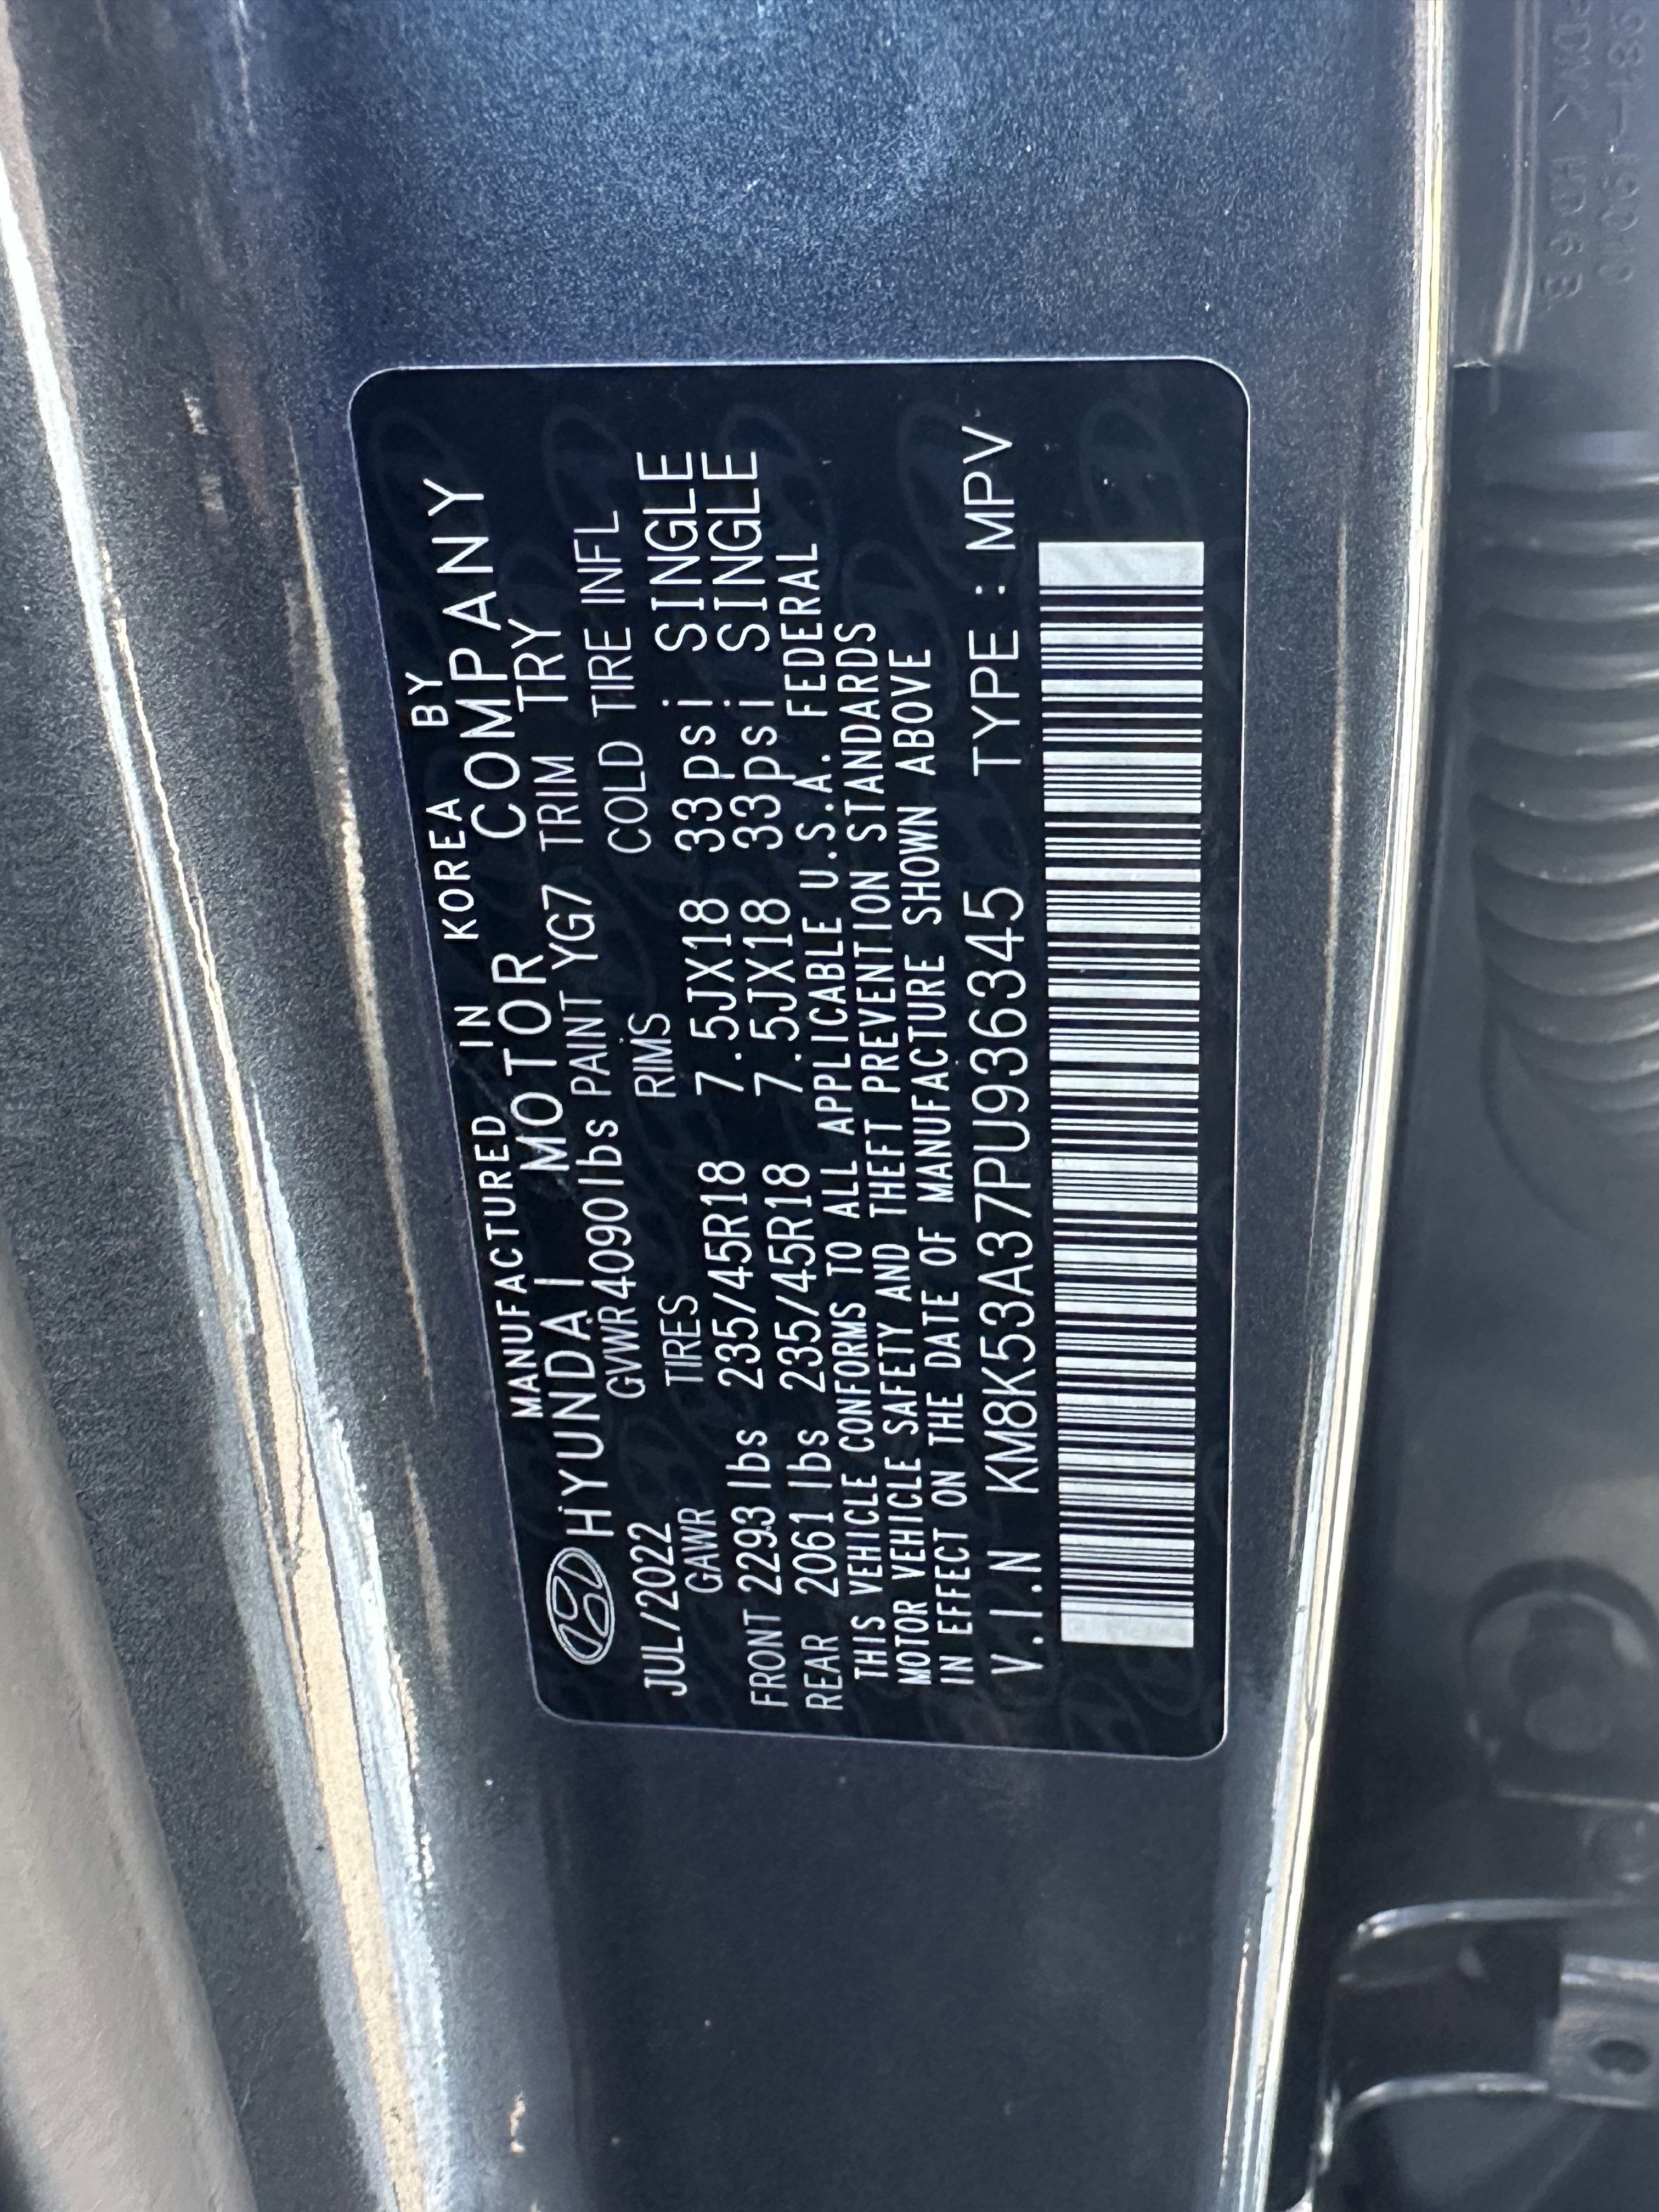 MANUFACTURED IN KOREA BY
HYUNDAI MOTOR COMPANY
GVWR 4090lbs PAINT YG7 TRIM TRY
JUL/2022
GAWR TIRES RIMS COLD TIRE INFL
FRONT 2293 lbs 235/45R18 7.5JX18 33psi SINGLE
REAR 2061 lbs 235/45R18 7.5JX18 33psi SINGLE
THIS VEHICLE CONFORMS TO ALL APPLICABLE U.S.A. FEDERAL
MOTOR VEHICLE SAFETY AND THEFT PREVENTION STANDARDS
IN EFFECT ON THE DATE OF MANUFACTURE SHOWN ABOVE
V.I.N KM8K53A37PU936345 TYPE : MPV